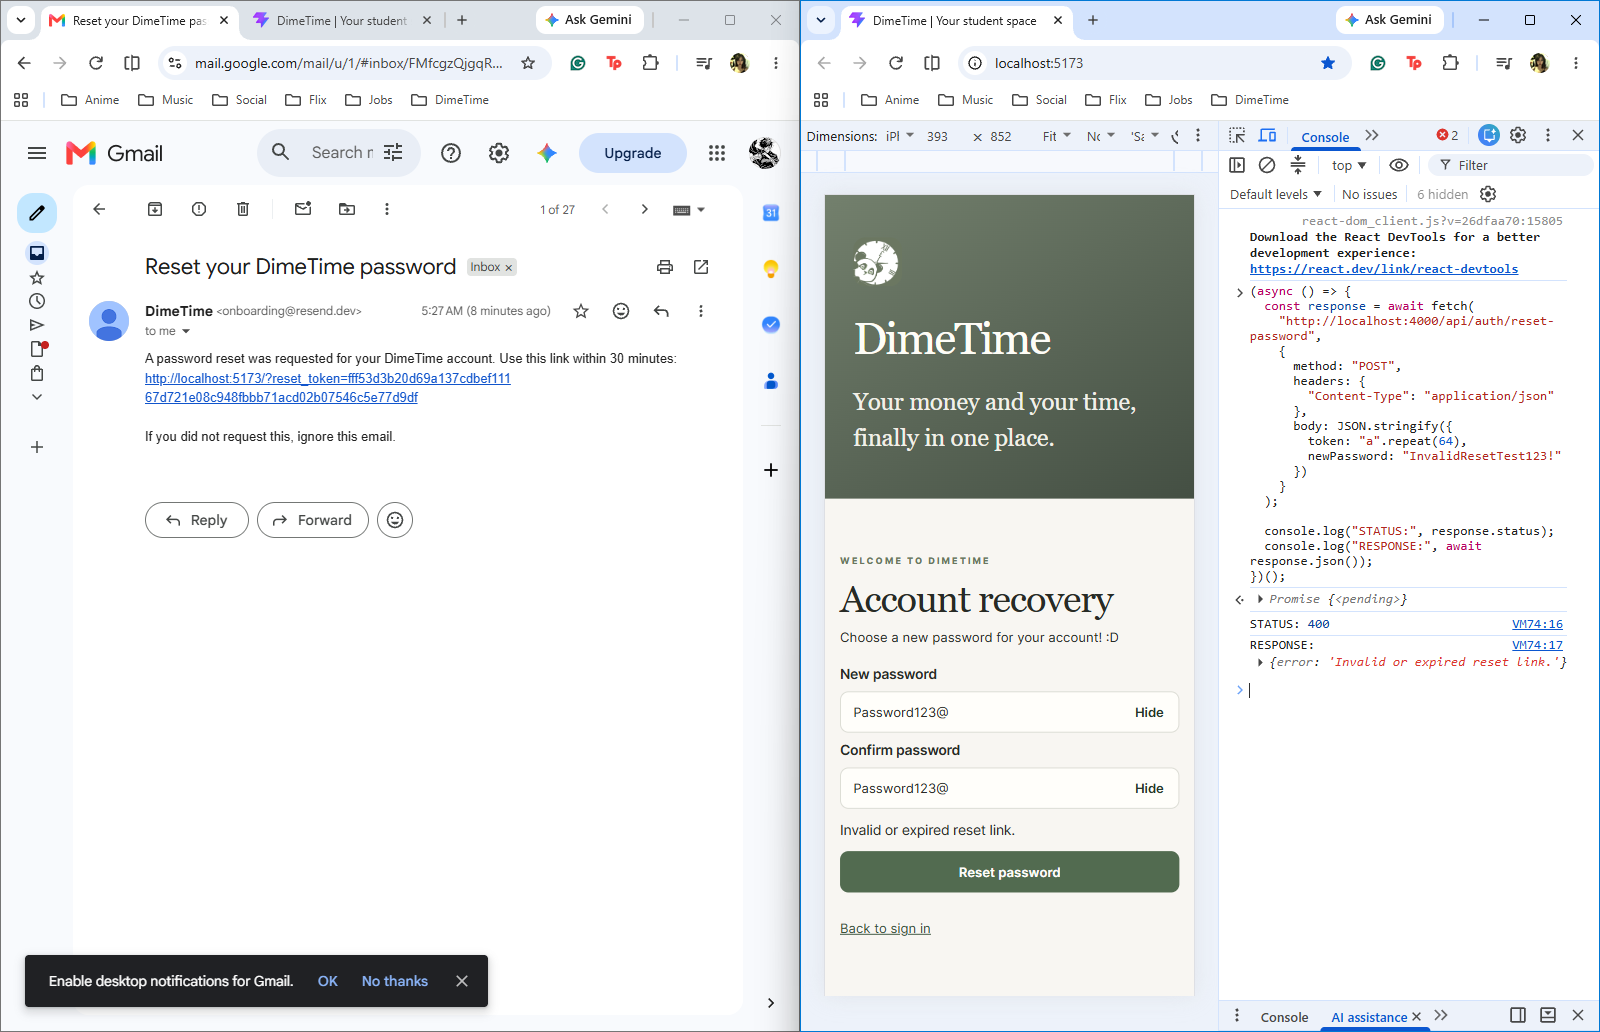 Reset your DimeTime pas
DimeTime | Your student
Ask Gemini
mail.google.com/mail/u/1/#inbox/FMfcgzQjgqR...
Anime
Music
Social
Flix
Jobs
DimeTime
Gmail
Search m
Upgrade
1 of 27
Reset your DimeTime password
Inbox ×
DimeTime <onboarding@resend.dev>
5:27 AM (8 minutes ago)
to me
A password reset was requested for your DimeTime account. Use this link within 30 minutes:
http://localhost:5173/?reset_token=fff53d3b20d69a137cdbef111
67d721e08c948fbbb71acd02b07546c5e77d9df
If you did not request this, ignore this email.
Reply
Forward
31
Enable desktop notifications for Gmail.
OK
No thanks
DimeTime | Your student space
Ask Gemini
localhost:5173
Anime
Music
Social
Flix
Jobs
DimeTime
Dimensions: iPl
393
× 852
Fit
Nc
'Sa
DimeTime
Your money and your time,
finally in one place.
WELCOME TO DIMETIME
Account recovery
Choose a new password for your account! :D
New password
Password123@
Hide
Confirm password
Password123@
Hide
Invalid or expired reset link.
Reset password
Back to sign in
Console
2
top
Filter
Default levels
No issues
6 hidden
react-dom_client.js?v=26dfaa70:15805
Download the React DevTools for a better
development experience:
https://react.dev/link/react-devtools
(async () => {
const response = await fetch(
"http://localhost:4000/api/auth/reset-
password",
{
method: "POST",
headers: {
"Content-Type": "application/json"
},
body: JSON.stringify({
token: "a".repeat(64),
newPassword: "InvalidResetTest123!"
})
}
);
console.log("STATUS:", response.status);
console.log("RESPONSE:", await
response.json());
})();
Promise {<pending>}
STATUS: 400
VM74:16
RESPONSE:
VM74:17
{error: 'Invalid or expired reset link.'}
Console
AI assistance